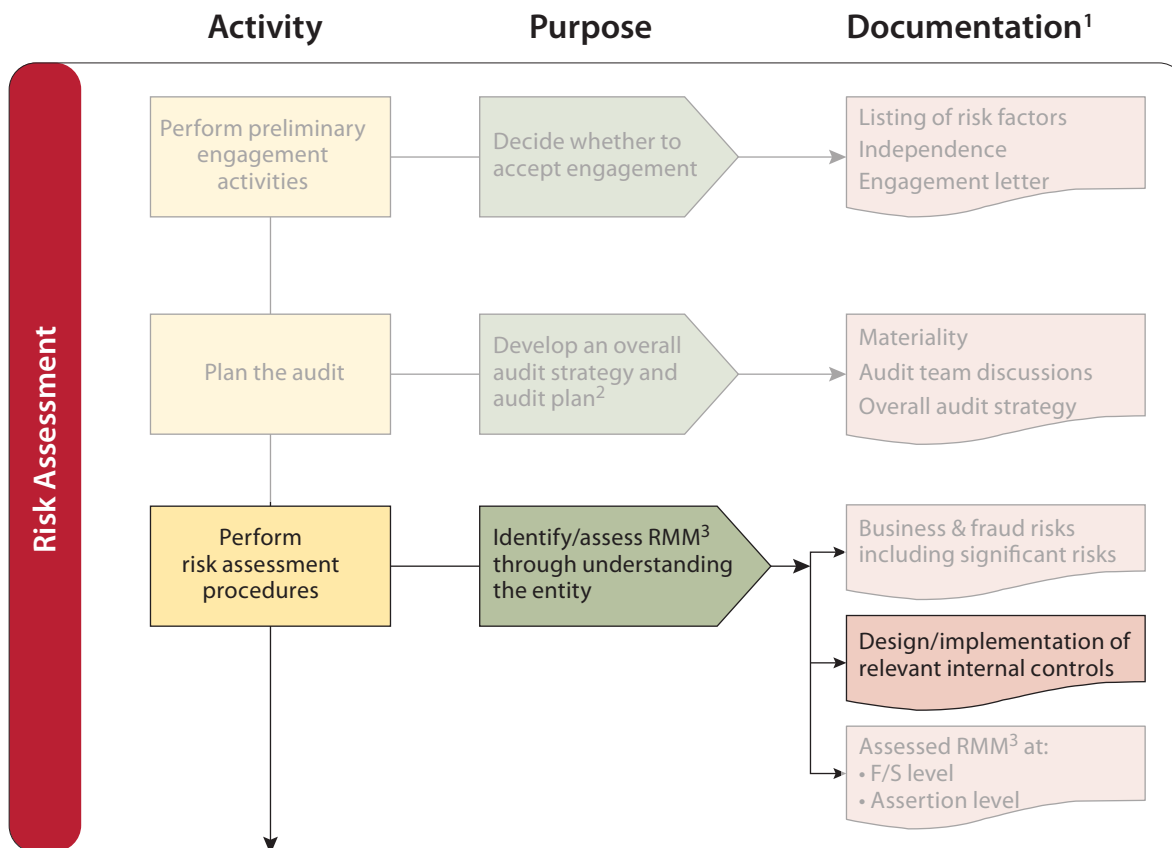 Activity
Purpose
Documentation¹
Risk Assessment
Perform preliminary
engagement
activities
Decide whether to
accept engagement
Listing of risk factors
Independence
Engagement letter
Plan the audit
Develop an overall
audit strategy and
audit plan²
Materiality
Audit team discussions
Overall audit strategy
Perform
risk assessment
procedures
Identify/assess RMM³
through understanding
the entity
Business & fraud risks
including significant risks
Design/implementation of
relevant internal controls
Assessed RMM³ at:
• F/S level
• Assertion level